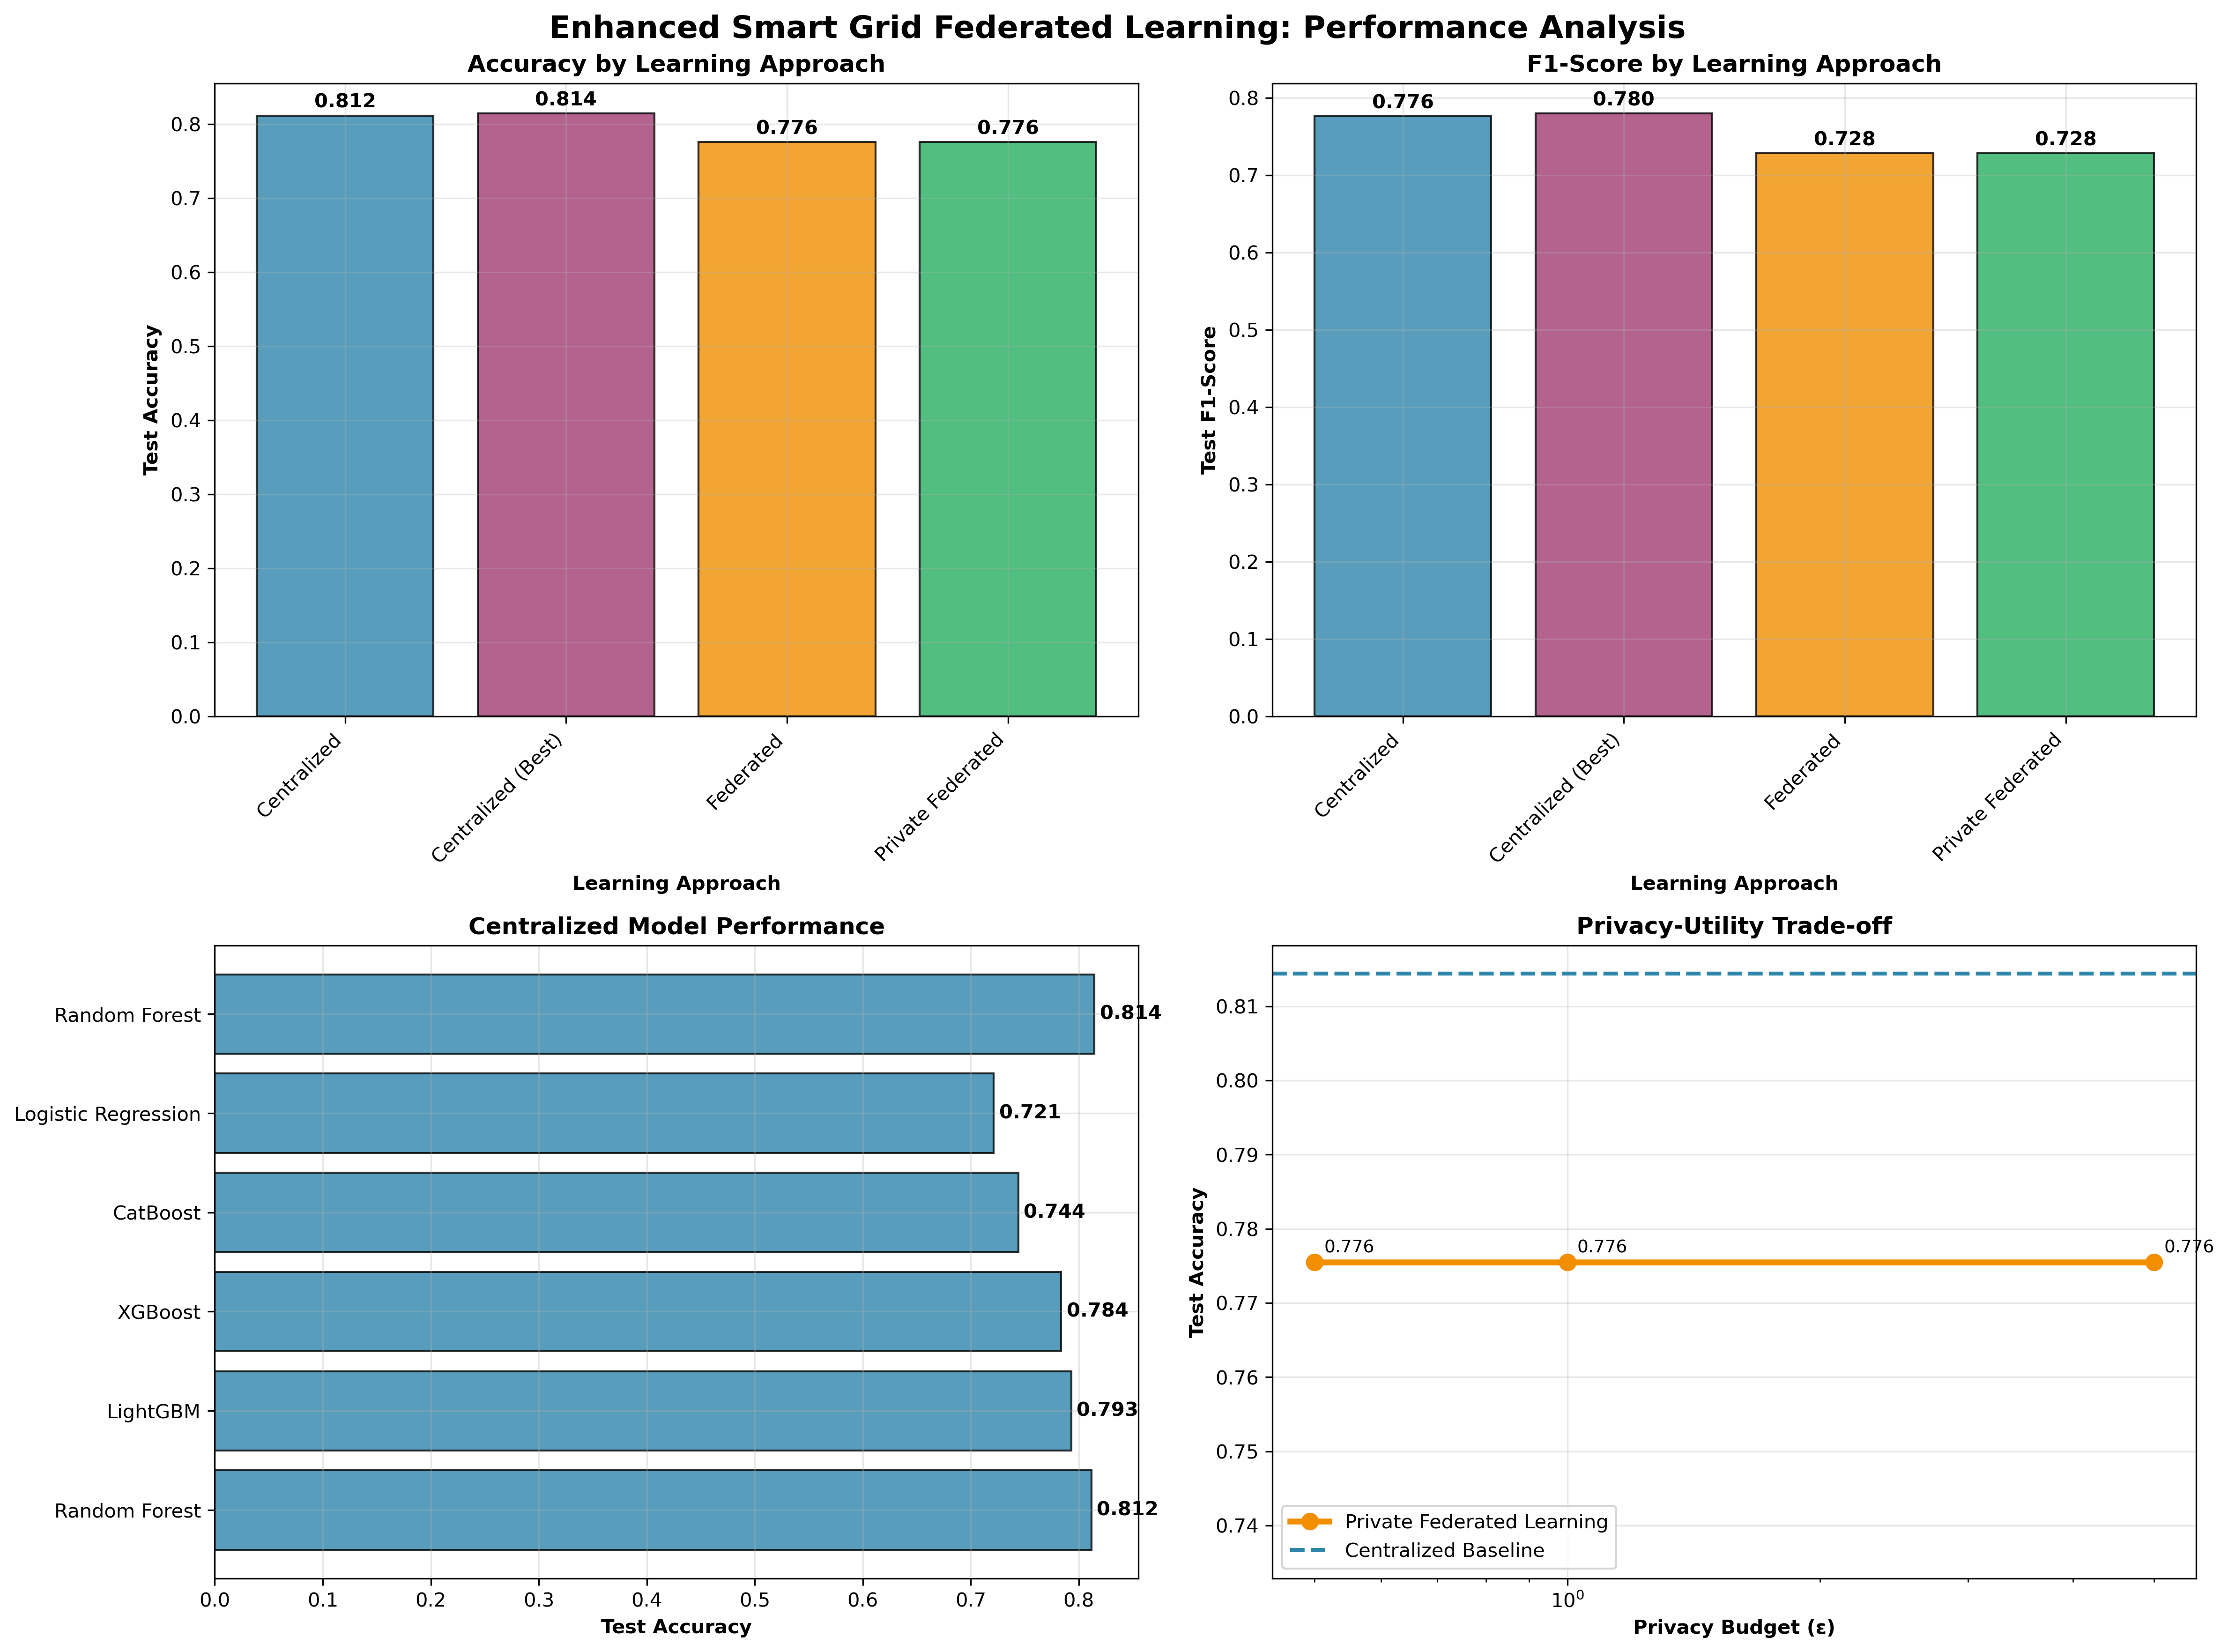 Enhanced Smart Grid Federated Learning: Performance Analysis
Accuracy by Learning Approach
0.812
0.814
0.776
0.776
0.8
0.7
0.6
0.5
0.4
0.3
0.2
0.1
0.0
Test Accuracy
Centralized
Centralized (Best)
Federated
Private Federated
Learning Approach
F1-Score by Learning Approach
0.776
0.780
0.728
0.728
0.8
0.7
0.6
0.5
0.4
0.3
0.2
0.1
0.0
Test F1-Score
Centralized
Centralized (Best)
Federated
Private Federated
Learning Approach
Centralized Model Performance
Random Forest
0.814
Logistic Regression
0.721
CatBoost
0.744
XGBoost
0.784
LightGBM
0.793
Random Forest
0.812
0.0 0.1 0.2 0.3 0.4 0.5 0.6 0.7 0.8
Test Accuracy
Privacy-Utility Trade-off
0.81
0.80
0.79
0.78
0.77
0.76
0.75
0.74
Test Accuracy
0.776
0.776
0.776
Private Federated Learning
Centralized Baseline
10⁰
Privacy Budget (ε)